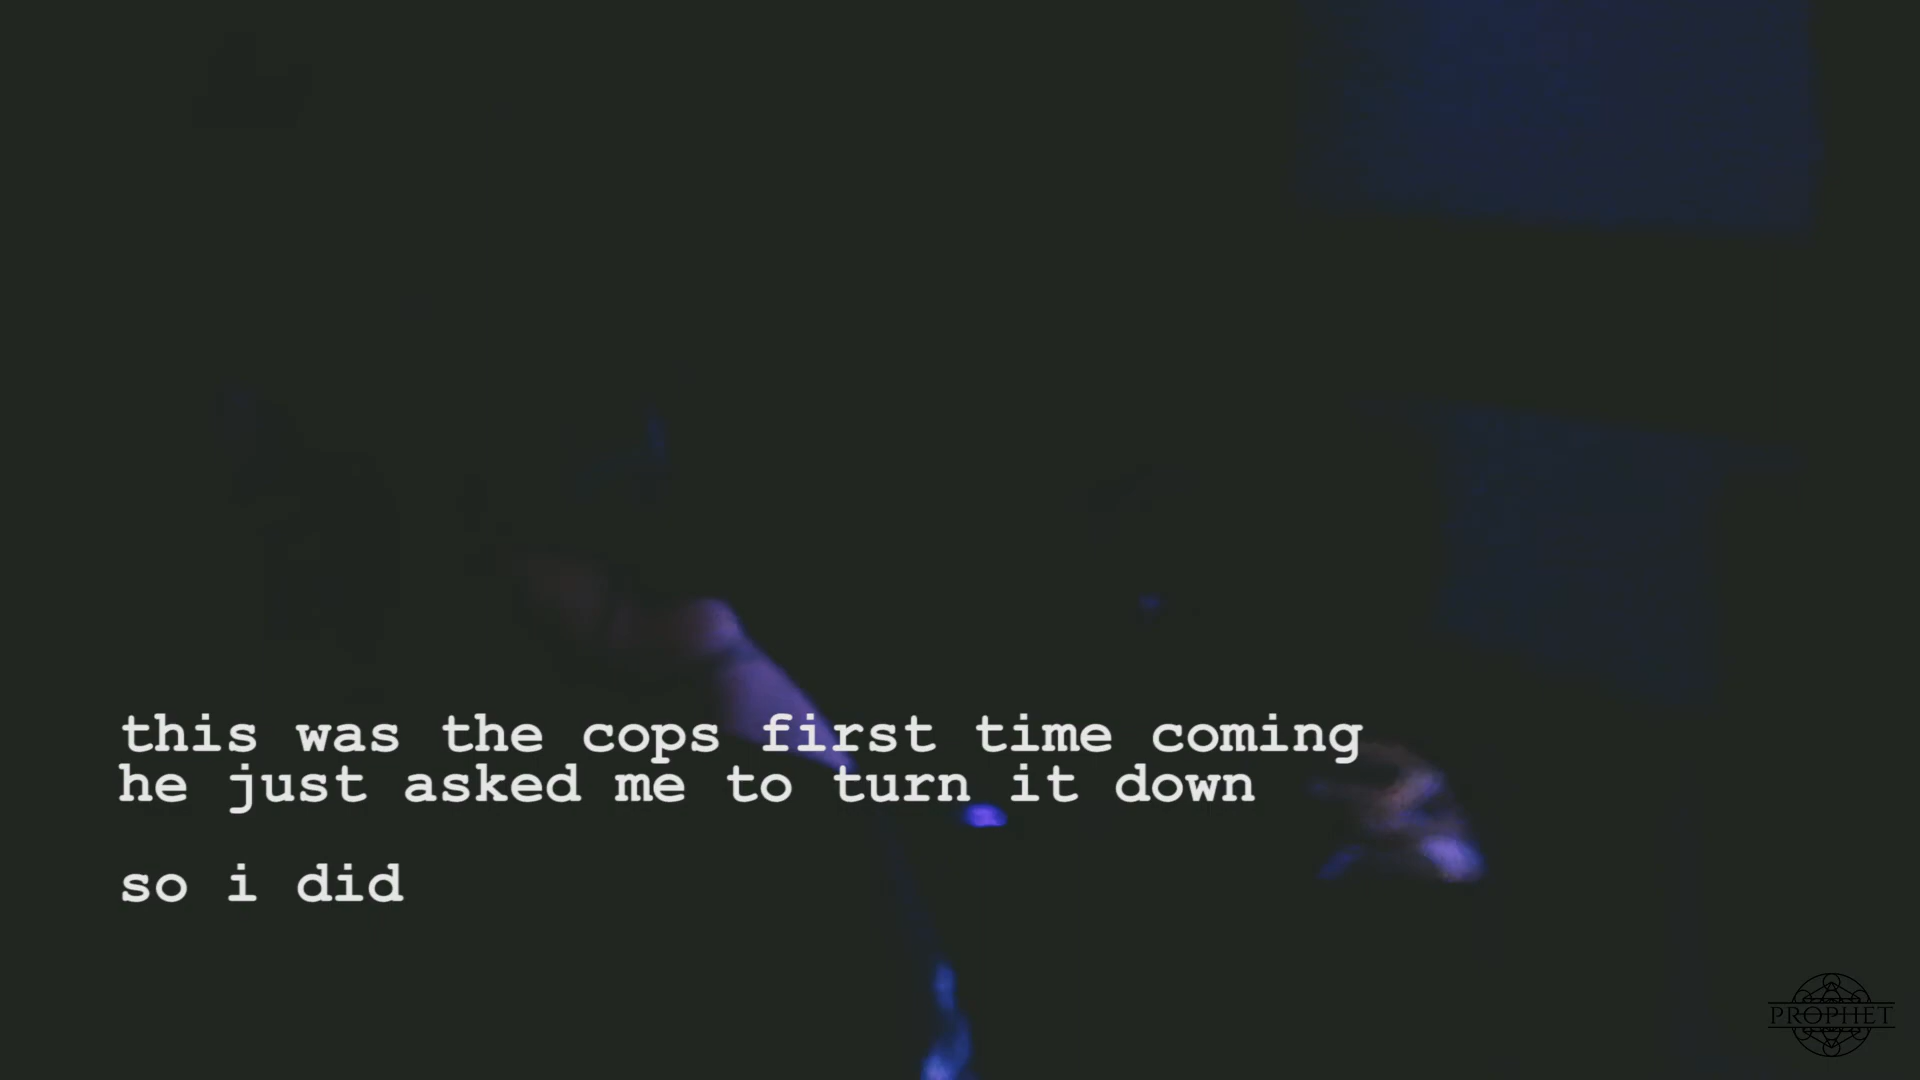 this was the cops first time coming
he just asked me to turn it down
so i did
PROPHET